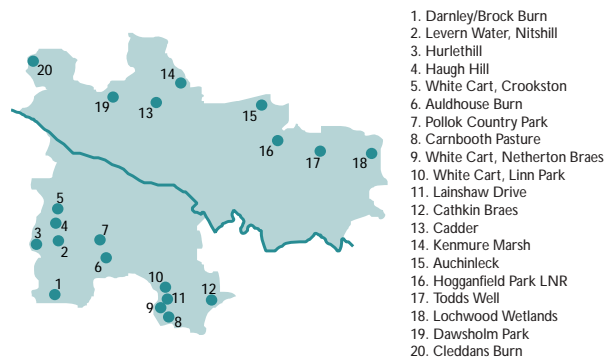 1. Darnley/Brock Burn
2. Levern Water, Nitshill
3. Hurlethill
4. Haugh Hill
5. White Cart, Crookston
6. Auldhouse Burn
7. Pollok Country Park
8. Carnbooth Pasture
9. White Cart, Netherton Braes
10. White Cart, Linn Park
11. Lainshaw Drive
12. Cathkin Braes
13. Cadder
14. Kenmure Marsh
15. Auchinleck
16. Hogganfield Park LNR
17. Todds Well
18. Lochwood Wetlands
19. Dawsholm Park
20. Cleddans Burn
20
14
19
13
15
16
17
18
5
4
3
2
7
6
1
10
11
12
9
8